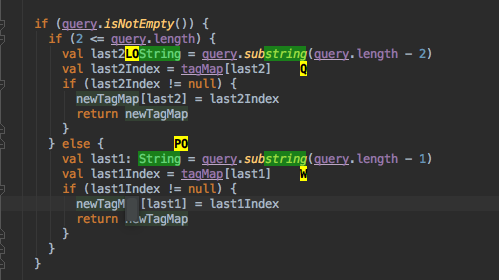 if (query.isNotEmpty()) {
if (2 <= query.length) {
val last2LOString = query.substring(query.length - 2)
val last2Index = tagMap[last2] Q
if (last2Index != null) {
newTagMap[last2] = last2Index
return newTagMap
}
} else { PO
val last1: String = query.substring(query.length - 1)
val last1Index = tagMap[last1] W
if (last1Index != null) {
newTagM [last1] = last1Index
return newTagMap
}
}
}